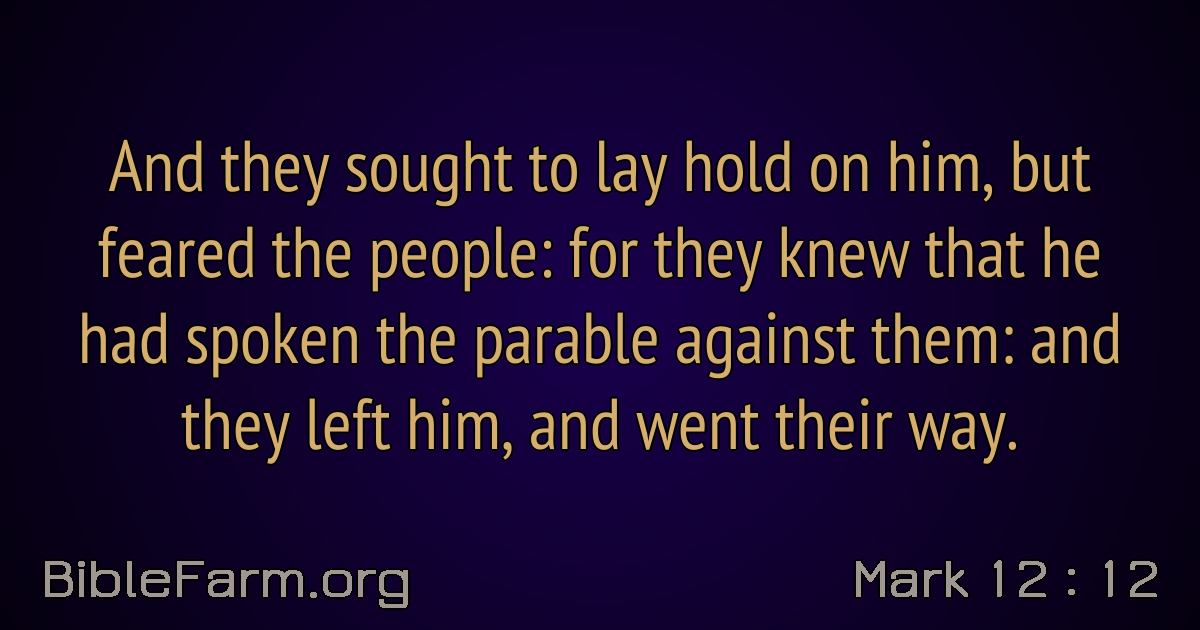 And they sought to lay hold on him, but
feared the people: for they knew that he
had spoken the parable against them: and
they left him, and went their way.
BibleFarm.org
Mark 12 : 12